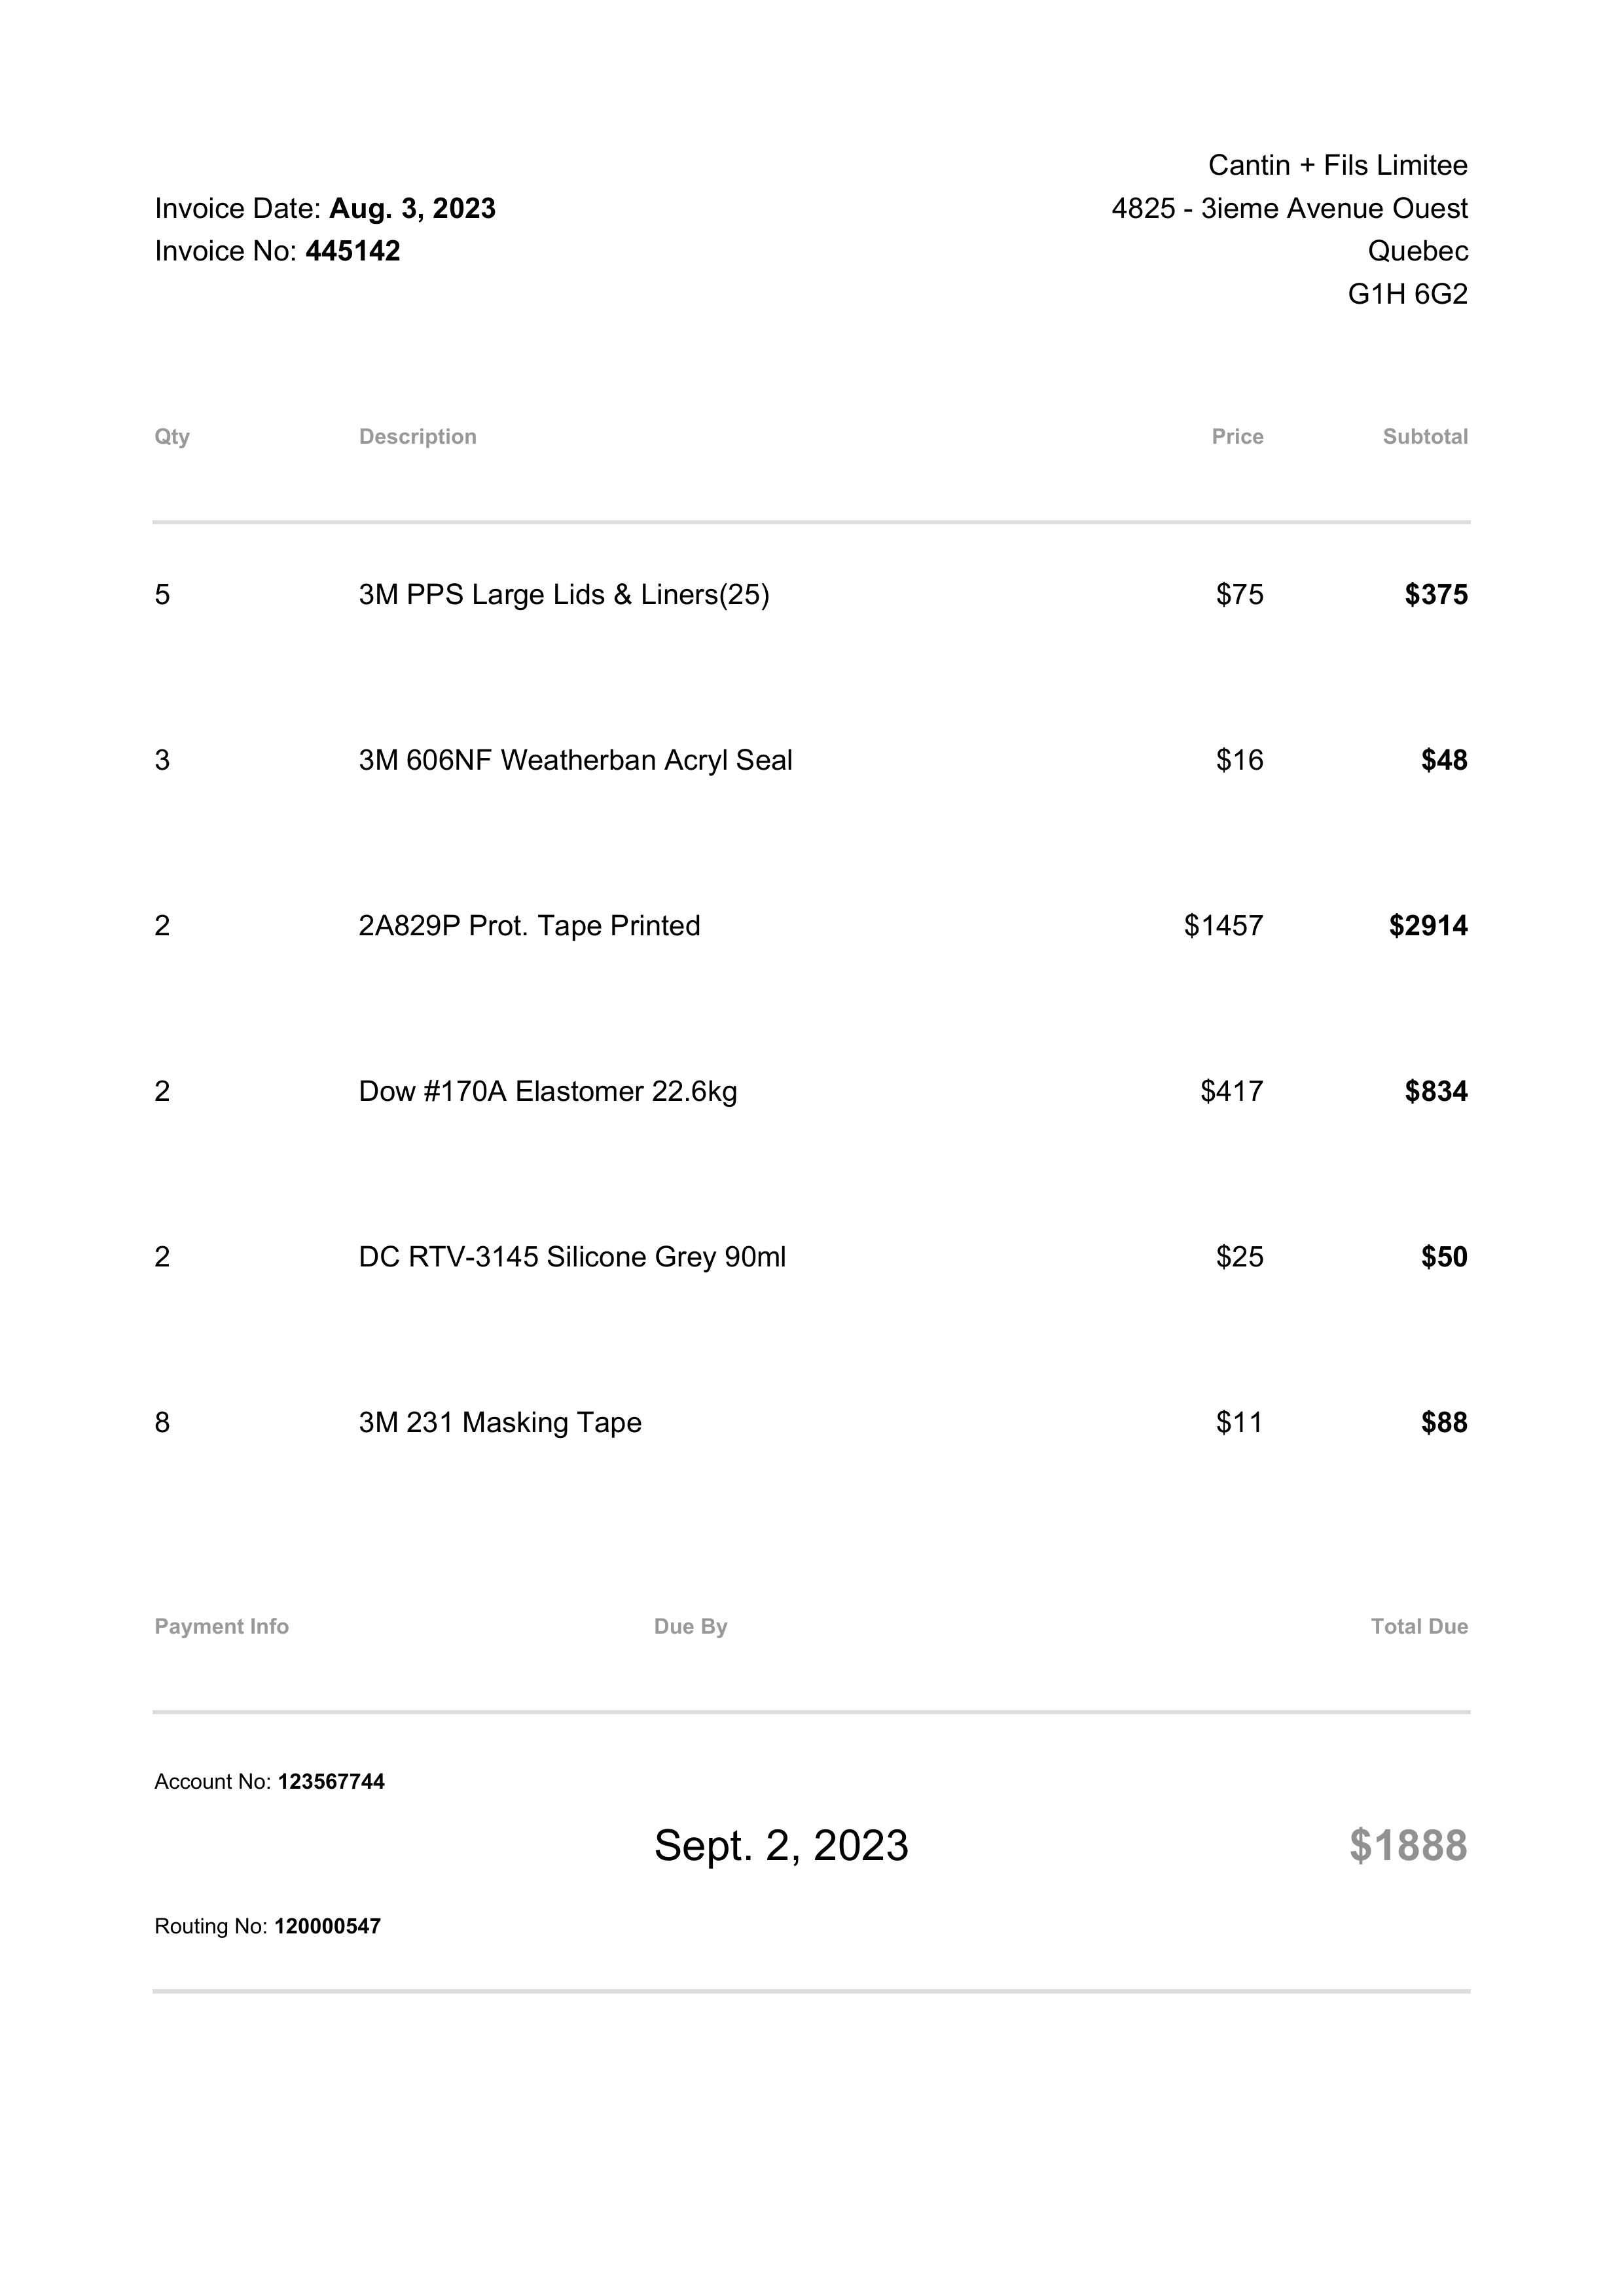 Cantin + Fils Limitee
Invoice Date: Aug. 3, 2023 4825 - 3ieme Avenue Ouest
Invoice No: 445142 Quebec
G1H 6G2
Qty Description Price Subtotal
5 3M PPS Large Lids & Liners(25) $75 $375
3 3M 606NF Weatherban Acryl Seal $16 $48
2 2A829P Prot. Tape Printed $1457 $2914
2 Dow #170A Elastomer 22.6kg $417 $834
2 DC RTV-3145 Silicone Grey 90ml $25 $50
8 3M 231 Masking Tape $11 $88
Payment Info Due By Total Due
Account No: 123567744
Sept. 2, 2023 $1888
Routing No: 120000547